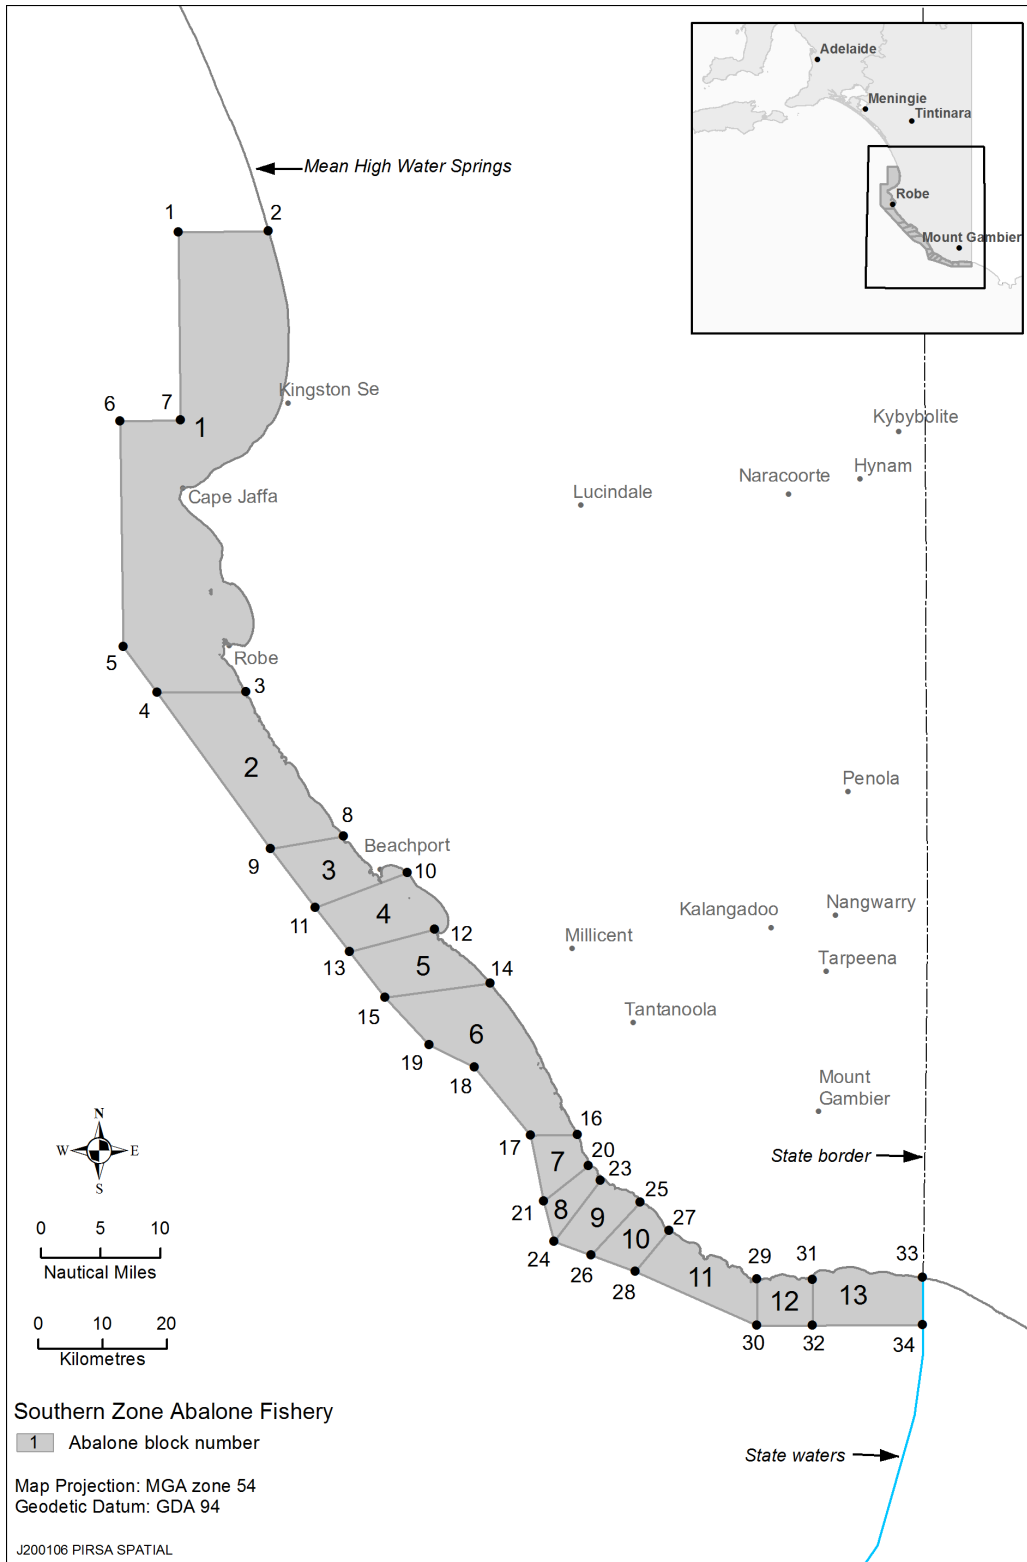 Adelaide
Meningie
Tintinara
Robe
Mount Gambier
Mean High Water Springs
1
2
Kingston Se
6
7
1
Kybybolite
Hynam
Naracoorte
Lucindale
Cape Jaffa
5
Robe
4
3
2
Penola
8
9
Beachport
3
10
11
4
Kalangadoo
Nangwarry
12
Millicent
13
5
Tarpeena
14
15
Tantanoola
6
19
18
Mount
Gambier
16
17
N
W
E
S
20
State border
7
23
21
8
25
9
27
24
10
26
28
11
29
31
33
12
13
30
32
34
0 5 10
Nautical Miles
0 10 20
Kilometres
Southern Zone Abalone Fishery
1 Abalone block number
State waters
Map Projection: MGA zone 54
Geodetic Datum: GDA 94
J200106 PIRSA SPATIAL